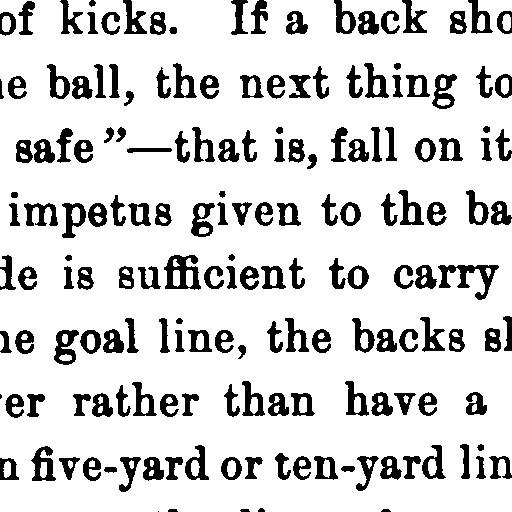 of kicks. If a back sho
e ball, the next thing to
safe”—that is, fall on it
impetus given to the ba
de is sufficient to carry
ne goal line, the backs sh
er rather than have a
n five-yard or ten-yard lin